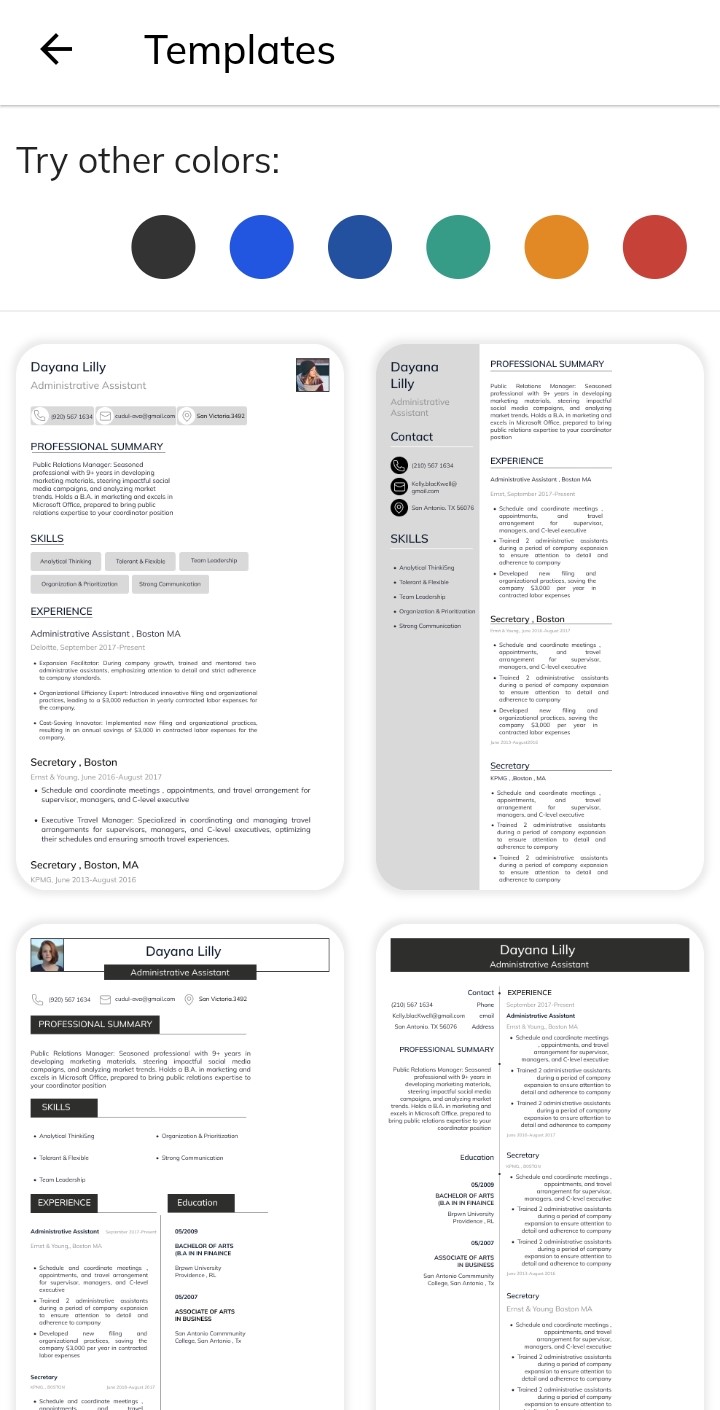 Templates
Try other colors:
Dayana Lilly
Administrative Assistant
(920) 567 1634
cudul-ava@gmail.com
San Victoria.3492
PROFESSIONAL SUMMARY
Public Relations Manager: Seasoned
professional with 9+ years in developing
marketing materials, steering impactful social
media campaigns, and analyzing market
trends. Holds a B.A. in marketing and excels in
Microsoft Office, prepared to bring public
relations expertise to your coordinator position
SKILLS
Analytical Thinking
Tolerant & Flexible
Team Leadership
Organization & Prioritization
Strong Communication
EXPERIENCE
Administrative Assistant , Boston MA
Deloitte, September 2017-Present
• Expansion Facilitator: During company growth, trained and mentored two
administrative assistants, emphasizing attention to detail and strict adherence
to company standards.
• Organizational Efficiency Expert: Introduced innovative filing and organizational
practices, leading to a $3,000 reduction in yearly contracted labor expenses for
the company.
• Cost-Saving Innovator: Implemented new filing and organizational practices,
resulting in an annual savings of $3,000 in contracted labor expenses for the
company.
Secretary , Boston
Ernst & Young, June 2016-August 2017
• Schedule and coordinate meetings , appointments, and travel arrangement for
supervisor, managers, and C-level executive
• Executive Travel Manager: Specialized in coordinating and managing travel
arrangements for supervisors, managers, and C-level executives, optimizing
their schedules and ensuring smooth travel experiences.
Secretary , Boston, MA
KPMG, June 2013-August 2016
Dayana
Lilly
Administrative
Assistant
Contact
(210) 567 1634
Kelly.blacKwell@
gmail.com
San Antonio. TX 56076
SKILLS
• Analytical ThinkiSng
• Tolerant & Flexible
• Team Leadership
• Organization & Prioritization
• Strong Communication
PROFESSIONAL SUMMARY
Public Relations Manager: Seasoned
professional with 9+ years in developing
marketing materials, steering impactful
social media campaigns, and analyzing
market trends. Holds a B.A. in marketing and
excels in Microsoft Office, prepared to bring
public relations expertise to your coordinator
position
EXPERIENCE
Administrative Assistant , Boston MA
Ernst, September 2017-Present
• Schedule and coordinate meetings ,
appointments, and travel
arrangement for supervisor,
managers, and C-level executive
• Trained 2 administrative assistants
during a period of company expansion
to ensure attention to detail and
adherence to company
• Developed new filing and
organizational practices, saving the
company $3,000 per year in
contracted labor expenses
Secretary , Boston
Ernst & Young, June 2016-August 2017
• Schedule and coordinate meetings ,
appointments, and travel
arrangement for supervisor,
managers, and C-level executive
• Trained 2 administrative assistants
during a period of company expansion
to ensure attention to detail and
adherence to company
• Developed new filing and
organizational practices, saving the
company $3,000 per year in
contracted labor expenses
Secretary
KPMG , ,Boston , MA
• Schedule and coordinate meetings ,
appointments, and travel
arrangement for supervisor,
managers, and C-level executive
• Trained 2 administrative assistants
during a period of company expansion
to ensure attention to detail and
adherence to company
• Trained 2 administrative assistants
during a period of company expansion
to ensure attention to detail and
adherence to company
Dayana Lilly
Administrative Assistant
(920) 567 1634
cudul-ava@gmail.com
San Victoria.3492
PROFESSIONAL SUMMARY
Public Relations Manager: Seasoned professional with 9+ years in
developing marketing materials, steering impactful social media
campaigns, and analyzing market trends. Holds a B.A. in marketing and
excels in Microsoft Office, prepared to bring public relations expertise to
your coordinator position
SKILLS
• Analytical ThinkiSng
• Organization & Prioritization
• Tolerant & Flexible
• Strong Communication
• Team Leadership
EXPERIENCE
Administrative Assistant September 2017-Present
Ernst & Young,, Boston MA
• Schedule and coordinate meetings ,
appointments, and travel arrangement
for supervisor, managers, and C-level
executive
• Trained 2 administrative assistants
during a period of company expansion
to ensure attention to detail and
adherence to company
• Developed new filing and
organizational practices, saving the
company $3,000 per year in contracted
labor expenses
Secretary
KPMG , BOSTON June 2016-August 2017
• Schedule and coordinate meetings ,
appointments, and travel
Education
05/2009
BACHELOR OF ARTS
(B.A IN IN FINAINCE
Brpwn University
Providence , RL
05/2007
ASSOCIATE OF ARTS
IN BUSINESS
San Antonio Commmunity
College, San Antonio , Tx
Dayana Lilly
Administrative Assistant
Contact
(210) 567 1634 Phone
Kelly.blacKwell@gmail.com email
San Antonio. TX 56076 Address
PROFESSIONAL SUMMARY
Public Relations Manager: Seasoned
professional with 9+ years in
developing marketing materials,
steering impactful social media
campaigns, and analyzing market
trends. Holds a B.A. in marketing and
excels in Microsoft Office, prepared to
bring public relations expertise to your
coordinator position
Education
05/2009
BACHELOR OF ARTS
(B.A IN IN FINAINCE
Brpwn University
Providence , RL
05/2007
ASSOCIATE OF ARTS
IN BUSINESS
San Antonio Commmunity
College, San Antonio , Tx
EXPERIENCE
September 2017-Present
Administrative Assistant
Ernst & Young,, Boston MA
• Schedule and coordinate meetings
, appointments, and travel
arrangement for supervisor,
managers, and C-level executive
• Trained 2 administrative assistants
during a period of company
expansion to ensure attention to
detail and adherence to company
• Trained 2 administrative assistants
during a period of company
expansion to ensure attention to
detail and adherence to company
June 2016-August 2017
Secretary
KPMG , BOSTON
• Schedule and coordinate meetings ,
appointments, and travel
arrangement for supervisor,
managers, and C-level executive
• Trained 2 administrative assistants
during a period of company
expansion to ensure attention to
detail and adherence to company
• Trained 2 administrative assistants
during a period of company
expansion to ensure attention to
detail and adherence to company
June 2013-August 2016
Secretary
Ernst & Young Boston MA
• Schedule and coordinate meetings ,
appointments, and travel
arrangement for supervisor,
managers, and C-level executive
• Trained 2 administrative assistants
during a period of company
expansion to ensure attention to
detail and adherence to company
• Trained 2 administrative assistants
during a period of company